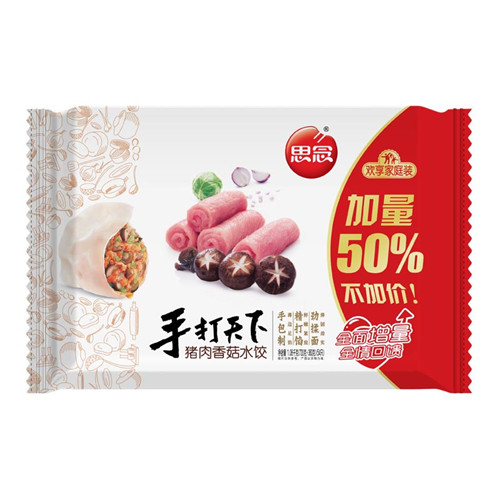 思念
®
欢享家庭装
加量
50%
不加价!
全面增量
全情回馈
手打天下
猪肉香菇水饺
劲揉面
精打馅
手包制